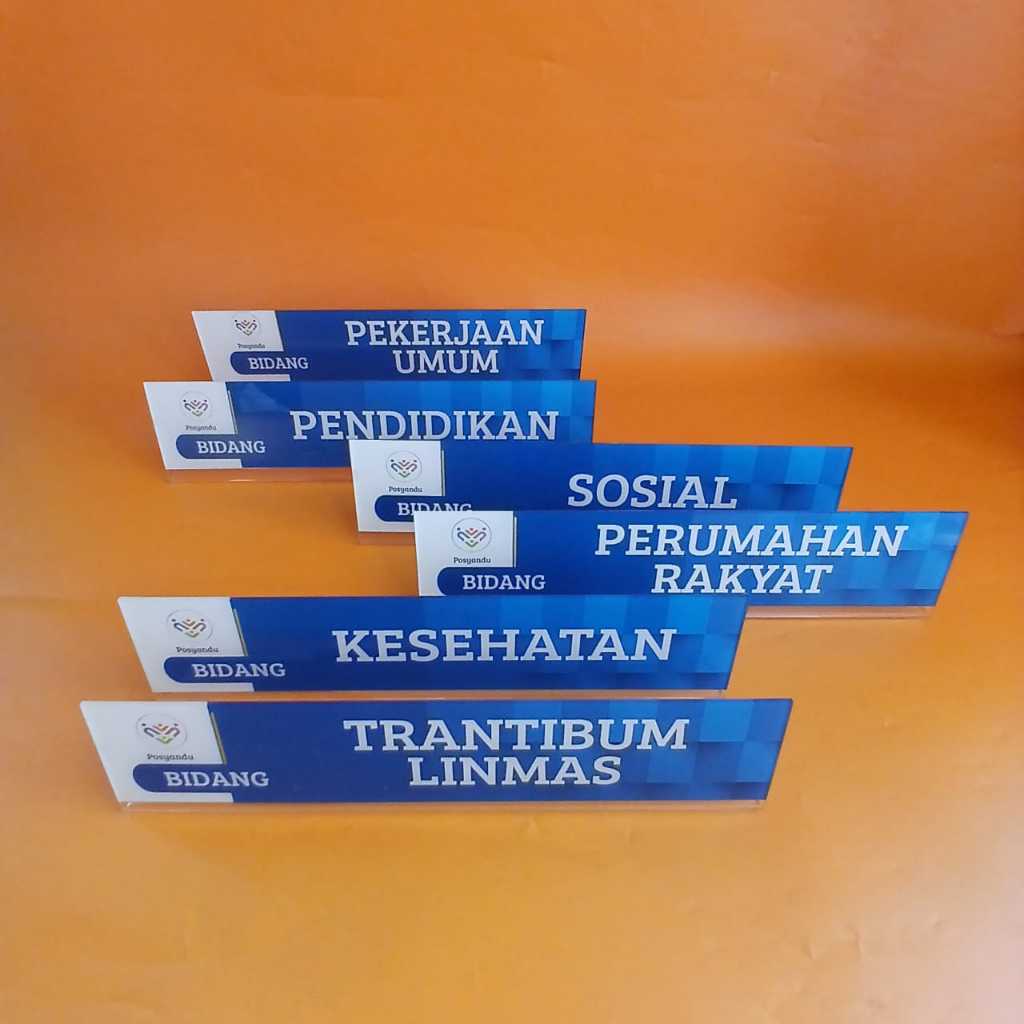 Posyandu
BIDANG
PEKERJAAN
UMUM
Posyandu
BIDANG
PENDIDIKAN
Posyandu
BIDANG
SOSIAL
Posyandu
BIDANG
PERUMAHAN
RAKYAT
Posyandu
BIDANG
KESEHATAN
Posyandu
BIDANG
TRANTIBUM
LINMAS